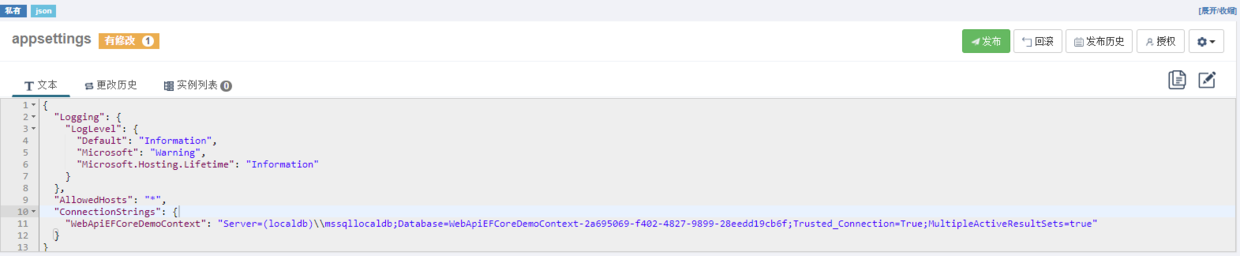 私有 json [展开/收缩]
appsettings 有修改 1 发布 回滚 发布历史 授权
文本 更改历史 实例列表 0
1 {
2 "Logging": {
3 "LogLevel": {
4 "Default": "Information",
5 "Microsoft": "Warning",
6 "Microsoft.Hosting.Lifetime": "Information"
7 }
8 },
9 "AllowedHosts": "*",
10 "ConnectionStrings": {
11 "WebApiEFCoreDemoContext": "Server=(localdb)\\mssqllocaldb;Database=WebApiEFCoreDemoContext-2a695069-f402-4827-9899-28eedd19cb6f;Trusted_Connection=True;MultipleActiveResultSets=true"
12 }
13 }